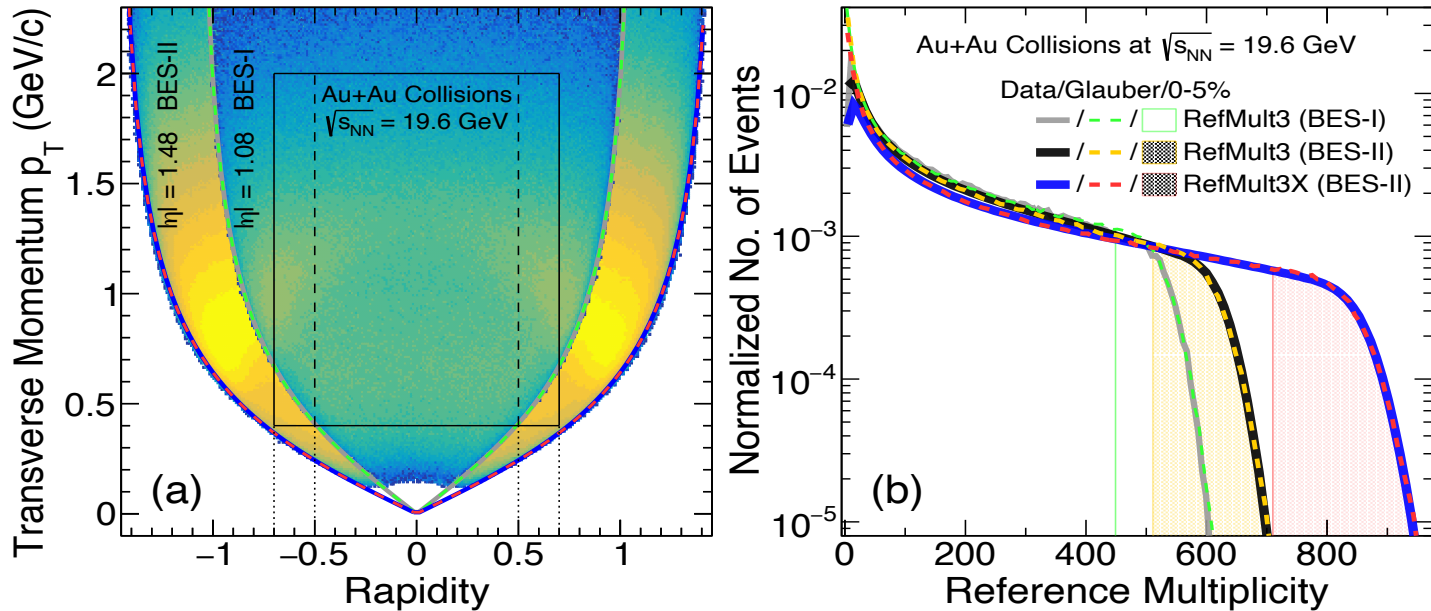 Transverse Momentum p_T (GeV/c)
2
1.5
1
0.5
0
|η| = 1.48 BES-II
|η| = 1.08 BES-I
Au+Au Collisions
√s_NN = 19.6 GeV
(a)
−1
−0.5
0
0.5
1
Rapidity
Normalized No. of Events
10⁻²
10⁻³
10⁻⁴
10⁻⁵
Au+Au Collisions at √s_NN = 19.6 GeV
Data/Glauber/0-5%
/ / RefMult3 (BES-I)
/ / RefMult3 (BES-II)
/ / RefMult3X (BES-II)
(b)
0
200
400
600
800
Reference Multiplicity